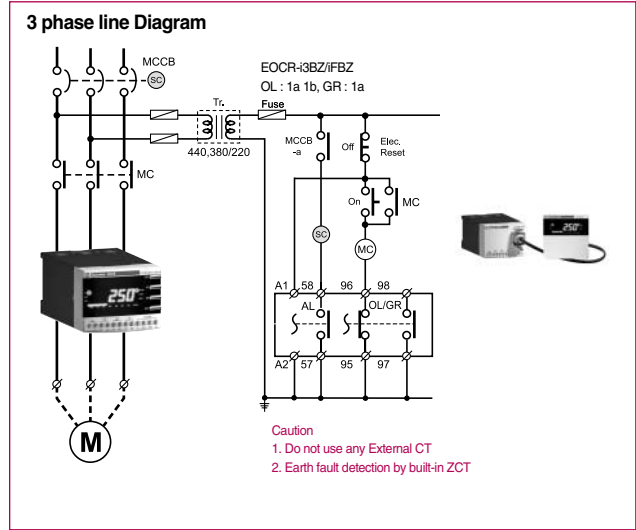 3 phase line Diagram
MCCB
SC
EOCR-i3BZ/iFBZ
OL : 1a 1b, GR : 1a
Tr.
Fuse
440,380/220
MCCB
-a
Off
Elec.
Reset
MC
On
MC
SC
MC
250
250
A1 58 96 98
AL
OL/GR
A2 57 95 97
M
Caution
1. Do not use any External CT
2. Earth fault detection by built-in ZCT